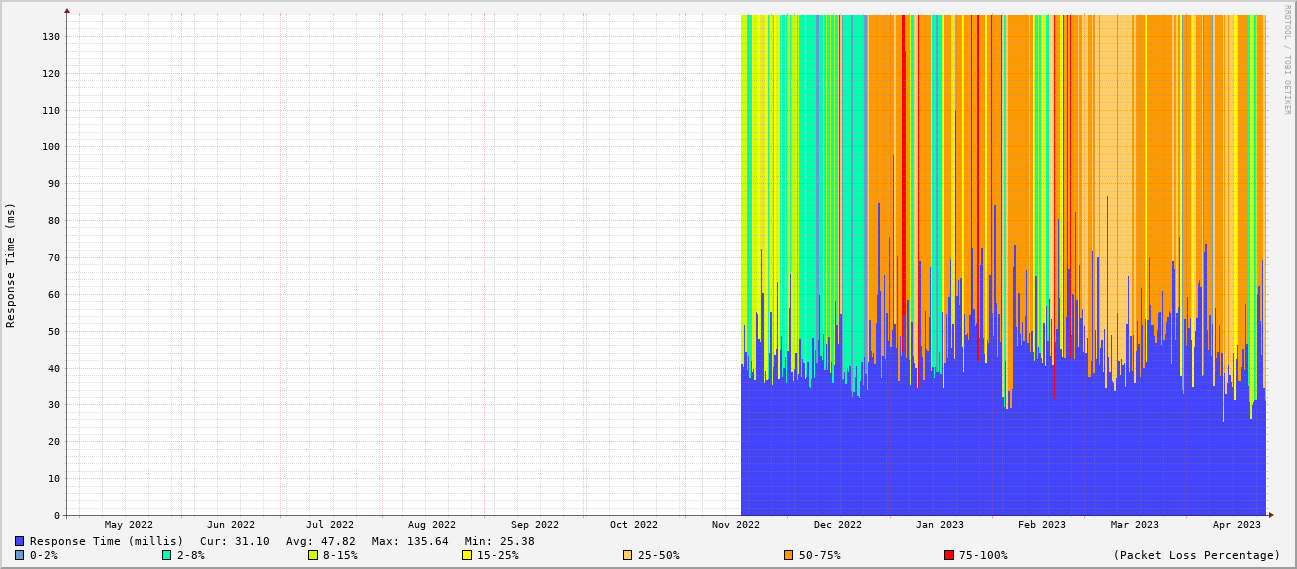 RRDTOOL / TOBI OETIKER
Response Time (ms)
130
120
110
100
90
80
70
60
50
40
30
20
10
0
May 2022 Jun 2022 Jul 2022 Aug 2022 Sep 2022 Oct 2022 Nov 2022 Dec 2022 Jan 2023 Feb 2023 Mar 2023 Apr 2023
Response Time (millis) Cur: 31.10 Avg: 47.82 Max: 135.64 Min: 25.38
0-2% 2-8% 8-15% 15-25% 25-50% 50-75% 75-100% (Packet Loss Percentage)